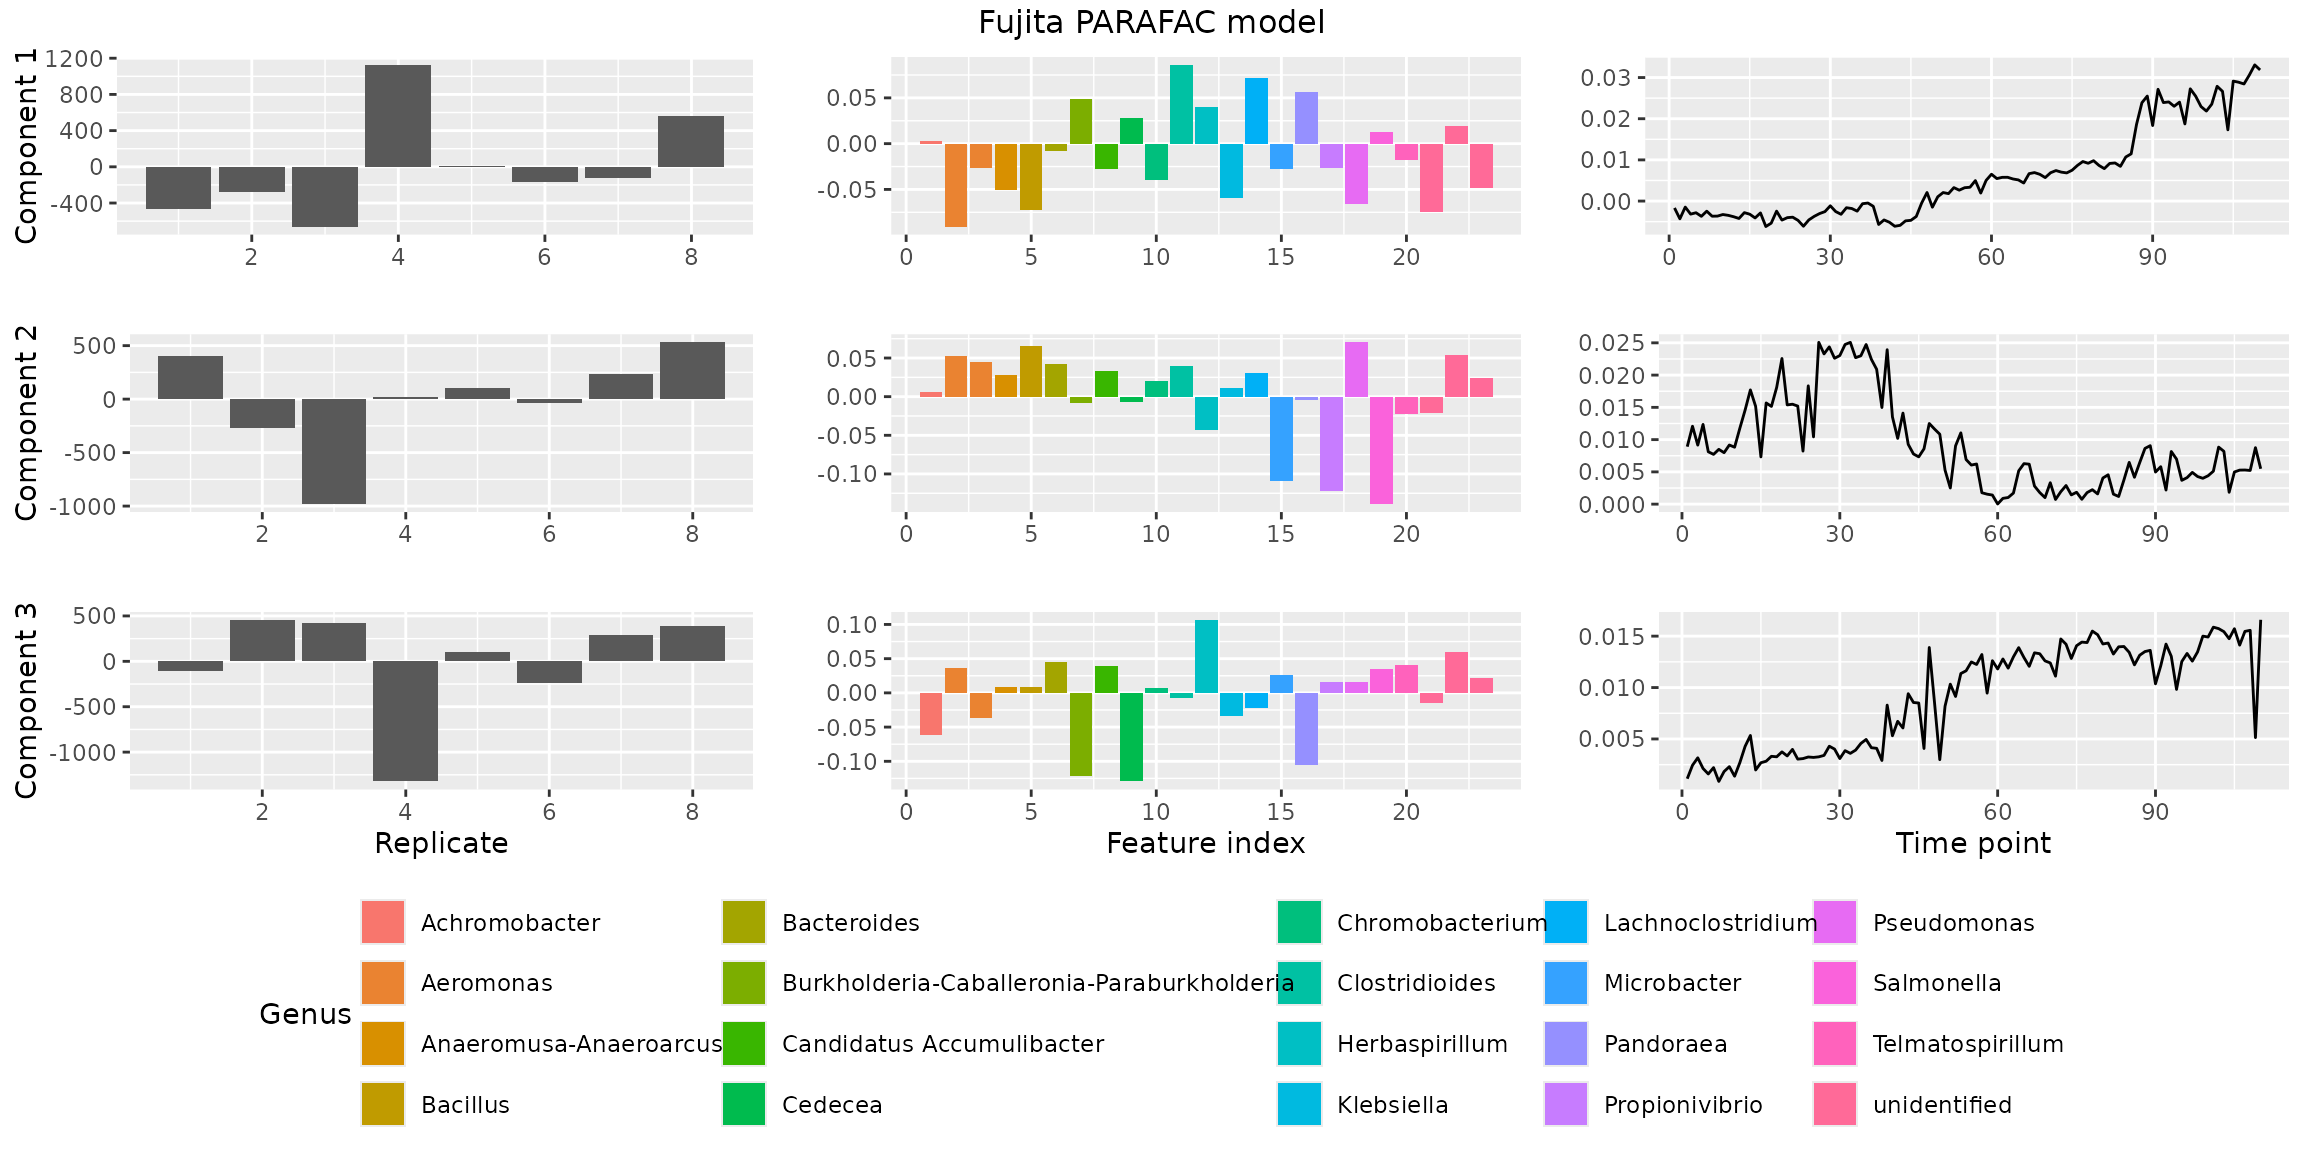 Fujita PARAFAC model
Component 1
1200
800
400
0
-400
2 4 6 8
0.05
0.00
-0.05
0 5 10 15 20
0.03
0.02
0.01
0.00
0 30 60 90
Component 2
500
0
-500
-1000
2 4 6 8
0.05
0.00
-0.05
-0.10
0 5 10 15 20
0.025
0.020
0.015
0.010
0.005
0.000
0 30 60 90
Component 3
500
0
-500
-1000
2 4 6 8
Replicate
0.10
0.05
0.00
-0.05
-0.10
0 5 10 15 20
Feature index
0.015
0.010
0.005
0 30 60 90
Time point
Genus
Achromobacter
Aeromonas
Anaeromusa-Anaeroarcus
Bacillus
Bacteroides
Burkholderia-Caballeronia-Paraburkholderia
Candidatus Accumulibacter
Cedecea
Chromobacterium
Clostridioides
Herbaspirillum
Klebsiella
Lachnoclostridium
Microbacter
Pandoraea
Propionivibrio
Pseudomonas
Salmonella
Telmatospirillum
unidentified